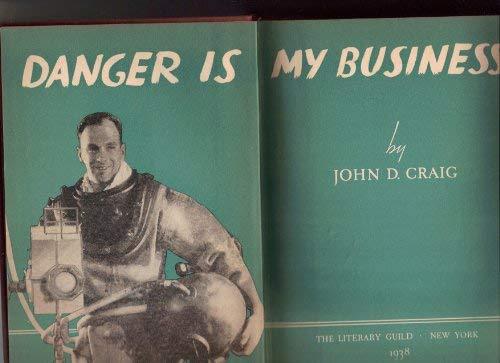 DANGER IS MY BUSINESS
by
JOHN D. CRAIG
THE LITERARY GUILD · NEW YORK
1938